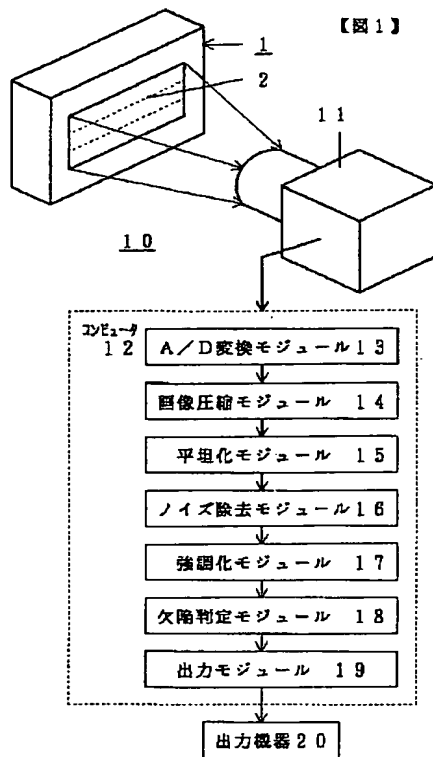 【図1】
1
2
11
10
コンピュータ
12
A/D変換モジュール13
画像圧縮モジュール 14
平坦化モジュール 15
ノイズ除去モジュール16
強調化モジュール 17
欠陥判定モジュール 18
出力モジュール 19
出力機器20